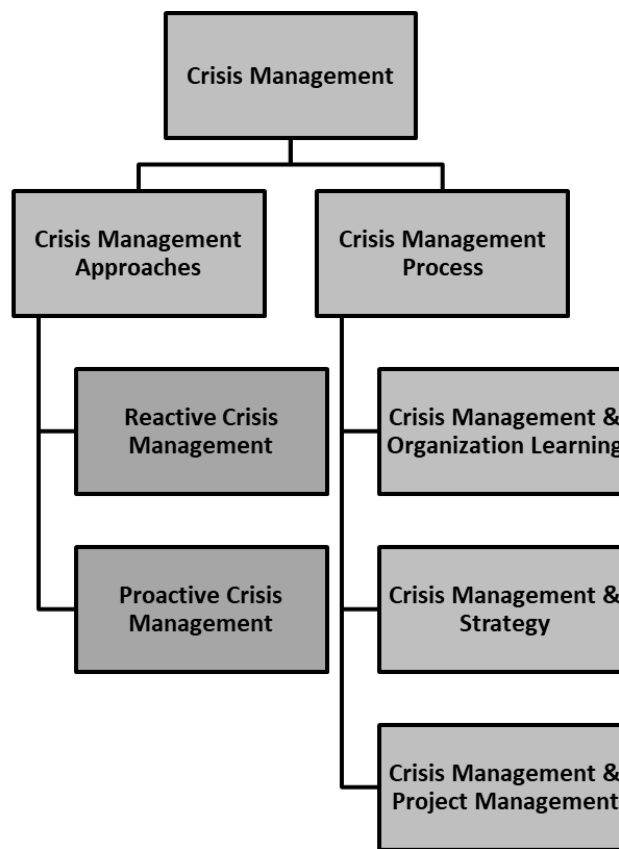 Crisis Management
Crisis Management
Approaches
Reactive Crisis
Management
Proactive Crisis
Management
Crisis Management
Process
Crisis Management &
Organization Learning
Crisis Management &
Strategy
Crisis Management &
Project Management